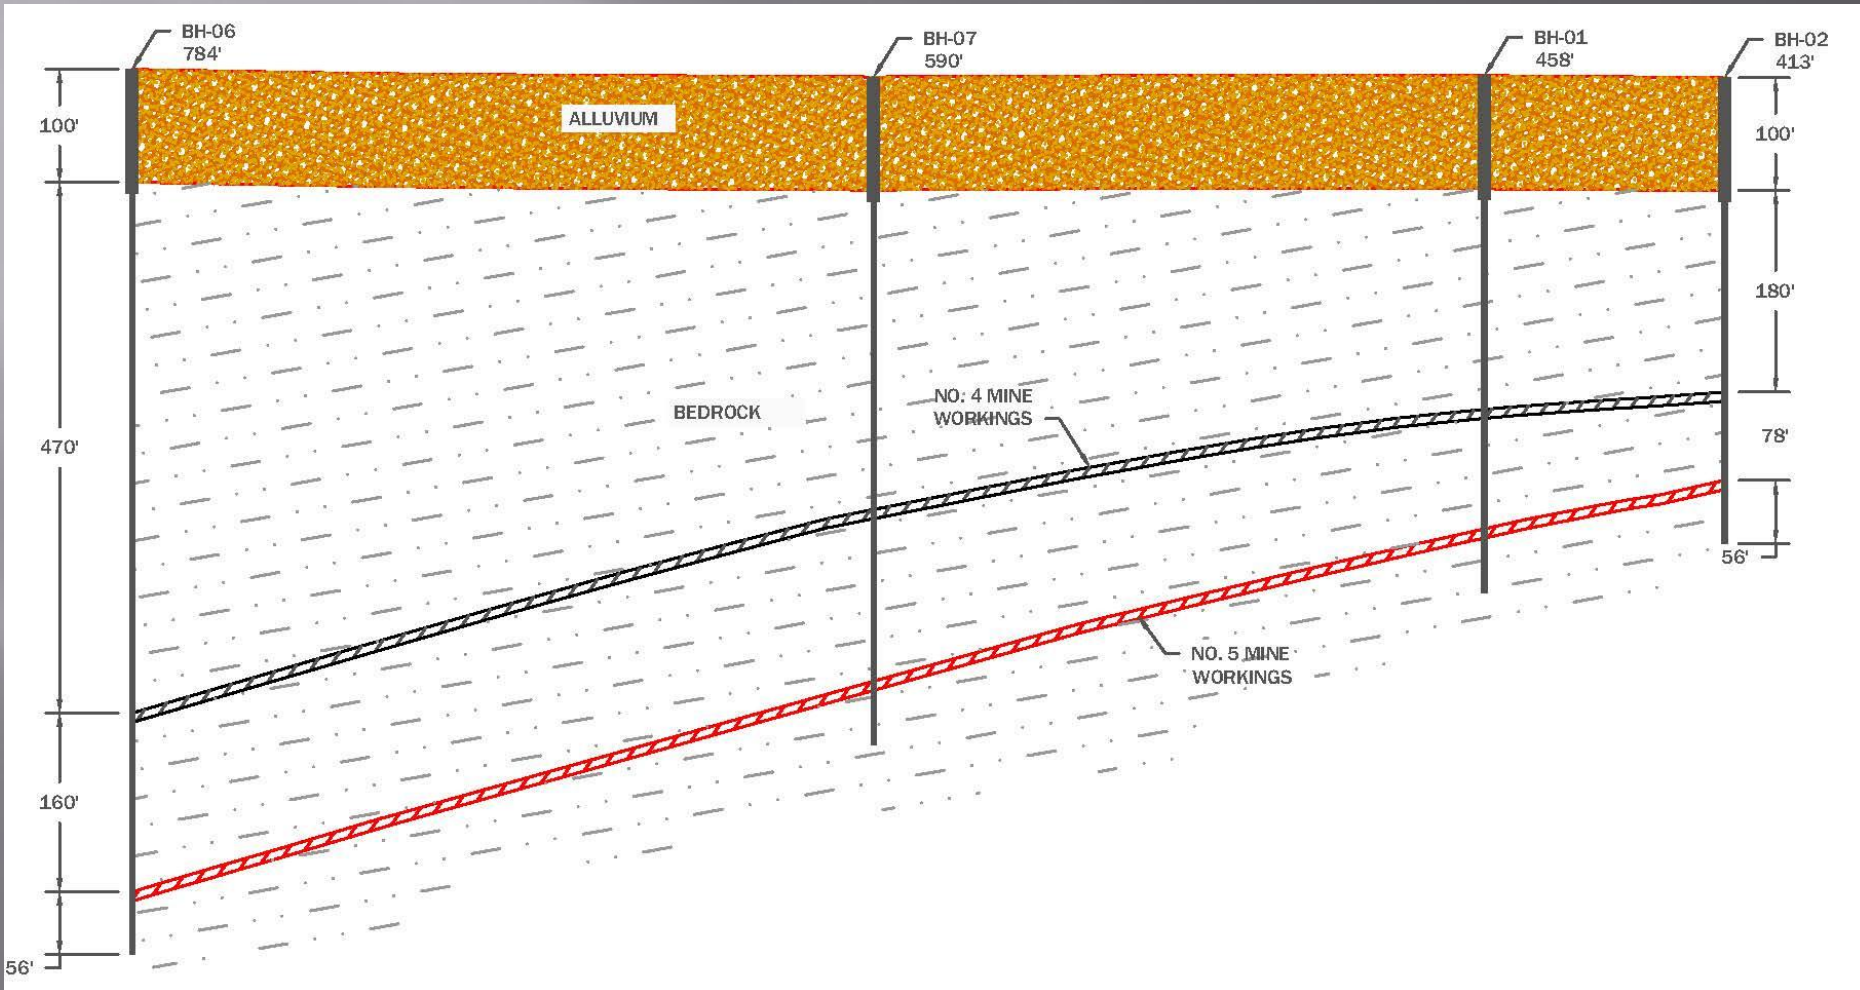 BH-06
784'
BH-07
590'
BH-01
458'
BH-02
413'
100'
ALLUVIUM
100'
180'
NO. 4 MINE
WORKINGS
BEDROCK
470'
78'
56'
NO. 5 MINE
WORKINGS
160'
56'